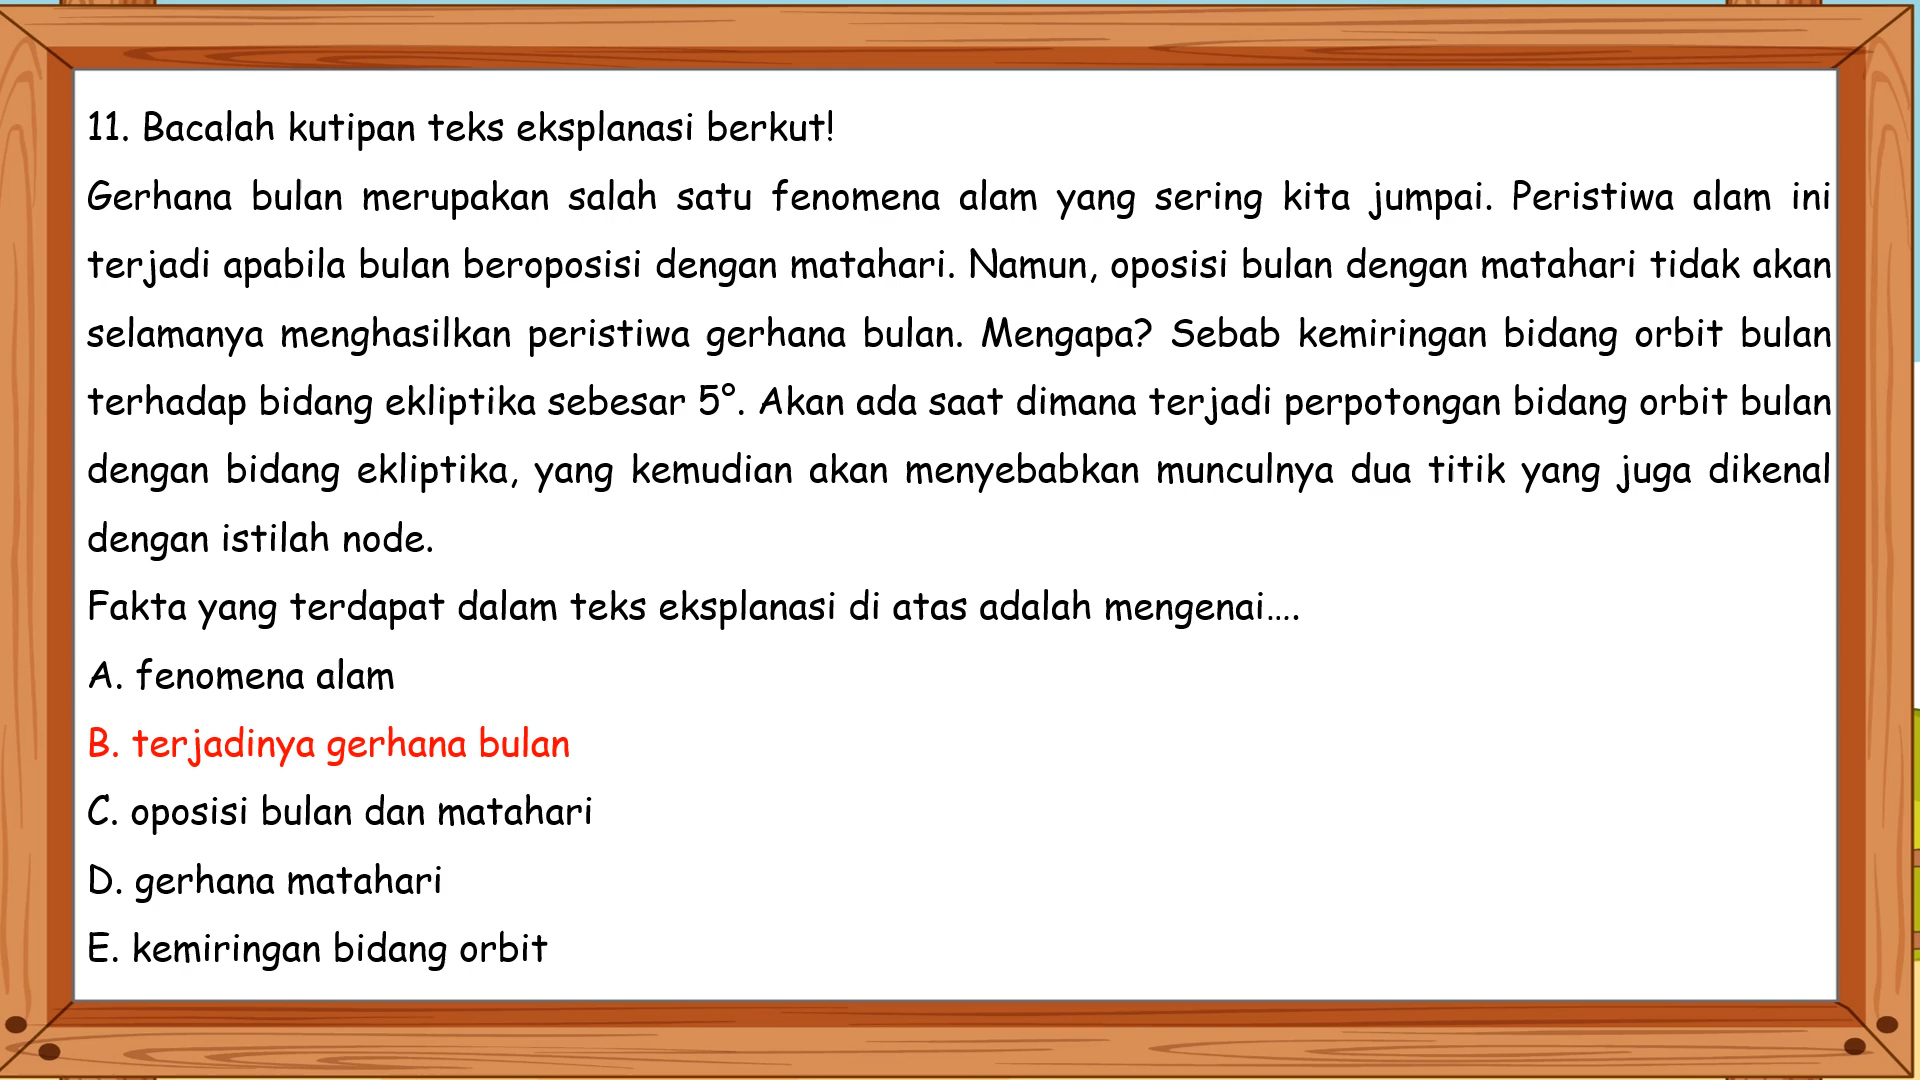 11. Bacalah kutipan teks eksplanasi berkut!
Gerhana bulan merupakan salah satu fenomena alam yang sering kita jumpai. Peristiwa alam ini
terjadi apabila bulan beroposisi dengan matahari. Namun, oposisi bulan dengan matahari tidak akan
selamanya menghasilkan peristiwa gerhana bulan. Mengapa? Sebab kemiringan bidang orbit bulan
terhadap bidang ekliptika sebesar 5°. Akan ada saat dimana terjadi perpotongan bidang orbit bulan
dengan bidang ekliptika, yang kemudian akan menyebabkan munculnya dua titik yang juga dikenal
dengan istilah node.
Fakta yang terdapat dalam teks eksplanasi di atas adalah mengenai....
A. fenomena alam
B. terjadinya gerhana bulan
C. oposisi bulan dan matahari
D. gerhana matahari
E. kemiringan bidang orbit